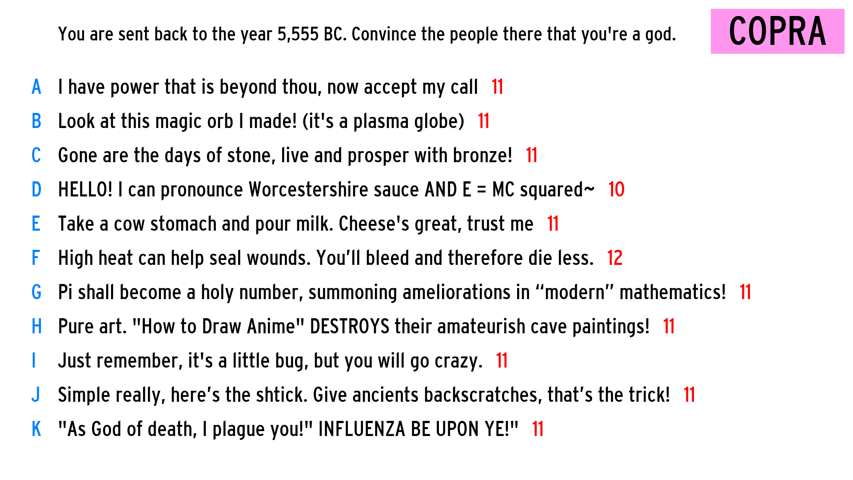 You are sent back to the year 5,555 BC. Convince the people there that you're a god.
COPRA
A I have power that is beyond thou, now accept my call 11
B Look at this magic orb I made! (it's a plasma globe) 11
C Gone are the days of stone, live and prosper with bronze! 11
D HELLO! I can pronounce Worcestershire sauce AND E = MC squared~ 10
E Take a cow stomach and pour milk. Cheese's great, trust me 11
F High heat can help seal wounds. You’ll bleed and therefore die less. 12
G Pi shall become a holy number, summoning ameliorations in “modern” mathematics! 11
H Pure art. "How to Draw Anime" DESTROYS their amateurish cave paintings! 11
I Just remember, it's a little bug, but you will go crazy. 11
J Simple really, here’s the shtick. Give ancients backscratches, that’s the trick! 11
K "As God of death, I plague you!" INFLUENZA BE UPON YE!" 11